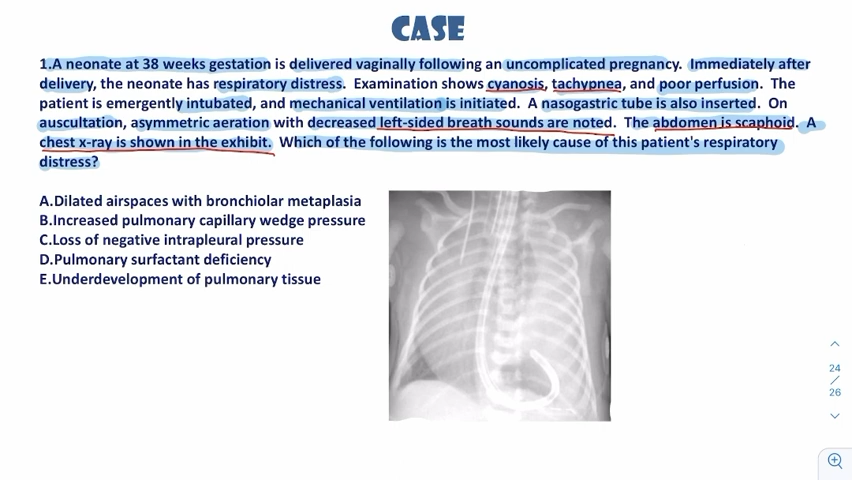 CASE
1.A neonate at 38 weeks gestation is delivered vaginally following an uncomplicated pregnancy. Immediately after
delivery, the neonate has respiratory distress. Examination shows cyanosis, tachypnea, and poor perfusion. The
patient is emergently intubated, and mechanical ventilation is initiated. A nasogastric tube is also inserted. On
auscultation, asymmetric aeration with decreased left-sided breath sounds are noted. The abdomen is scaphoid. A
chest x-ray is shown in the exhibit. Which of the following is the most likely cause of this patient's respiratory
distress?
A.Dilated airspaces with bronchiolar metaplasia
B.Increased pulmonary capillary wedge pressure
C.Loss of negative intrapleural pressure
D.Pulmonary surfactant deficiency
E.Underdevelopment of pulmonary tissue
24
/
26